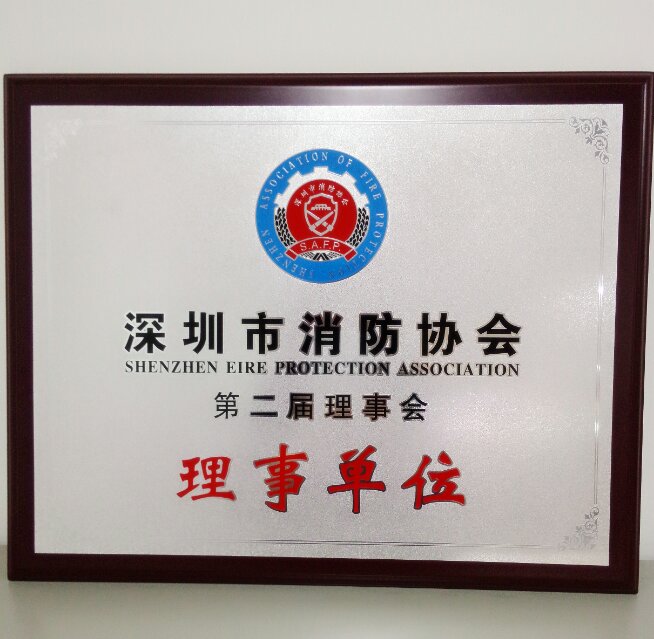 SHENZHEN ASSOCIATION OF FIRE PROTECTION
深圳市消防协会
S.A.F.P.
深圳市消防协会
SHENZHEN EIRE PROTECTION ASSOCIATION
第二届理事会
理事单位